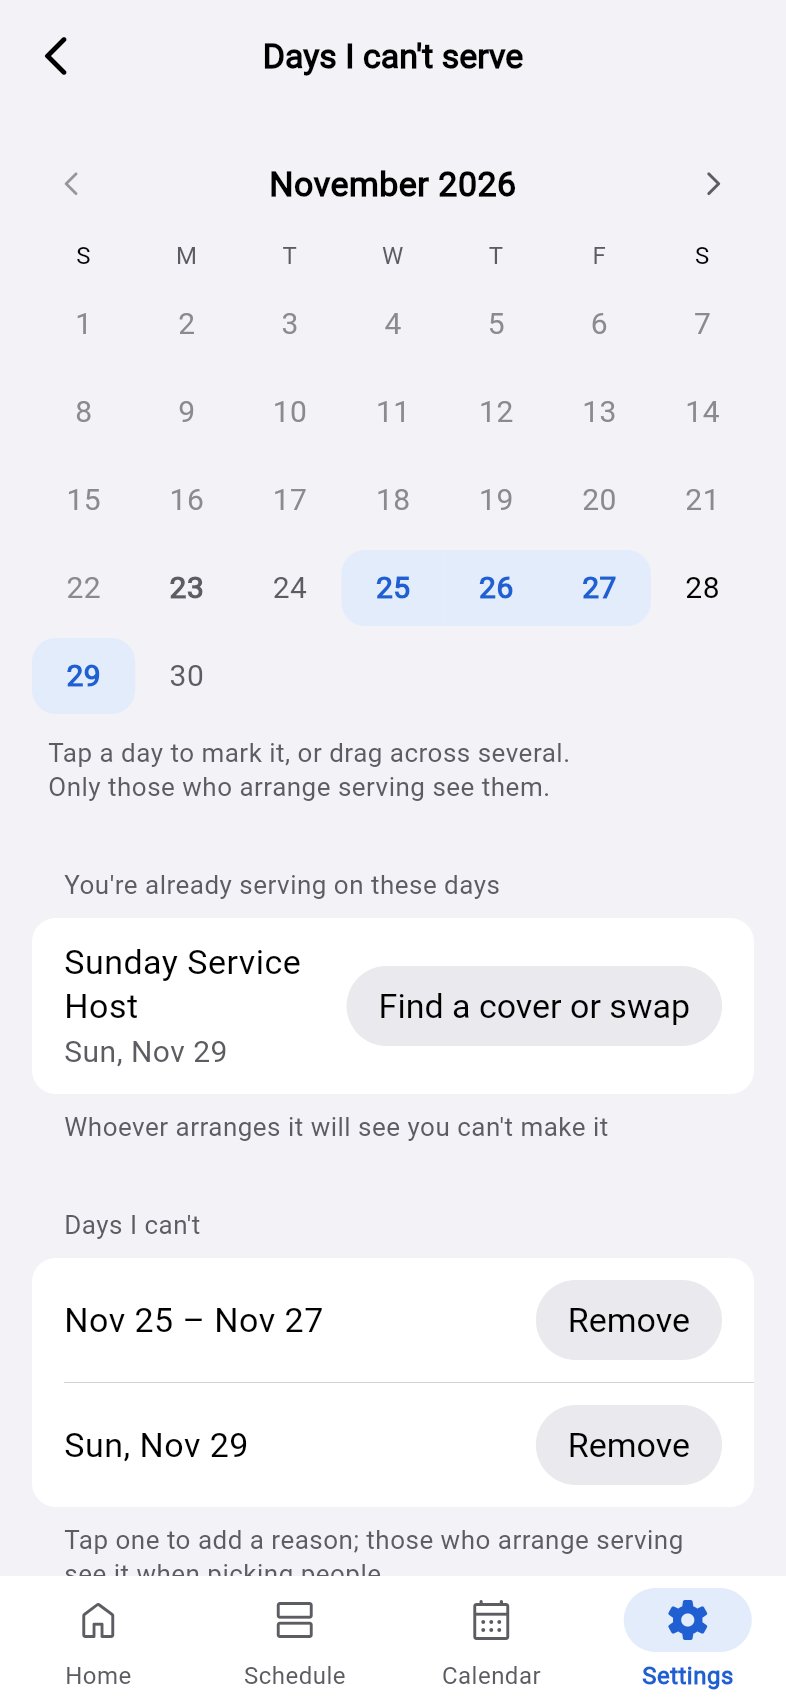 Days I can't serve
November 2026
S M T W T F S
1 2 3 4 5 6 7
8 9 10 11 12 13 14
15 16 17 18 19 20 21
22 23 24 25 26 27 28
29 30
Tap a day to mark it, or drag across several.
Only those who arrange serving see them.
You're already serving on these days
Sunday Service
Host
Sun, Nov 29
Find a cover or swap
Whoever arranges it will see you can't make it
Days I can't
Nov 25 – Nov 27
Remove
Sun, Nov 29
Remove
Tap one to add a reason; those who arrange serving
see it when picking people
Home Schedule Calendar Settings